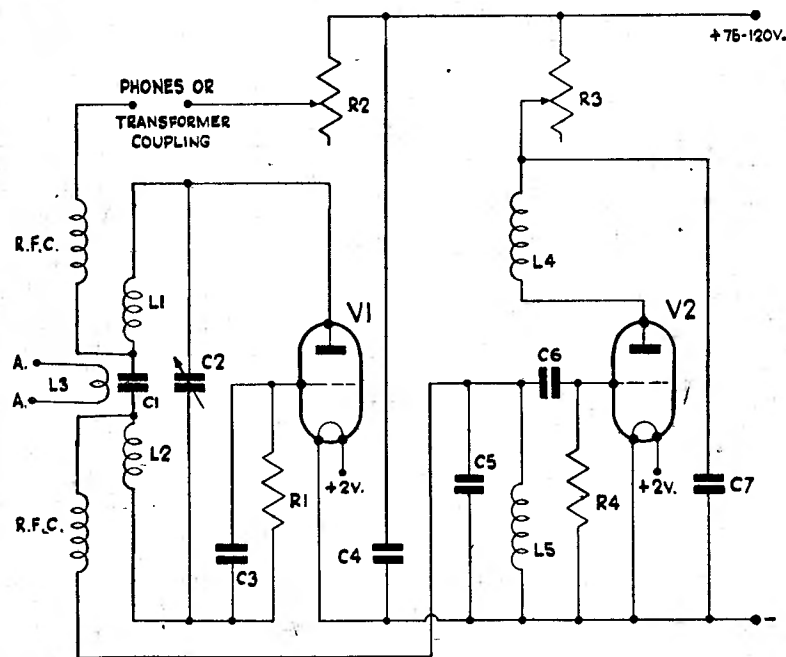 +75-120V.
PHONES OR
TRANSFORMER
COUPLING
R2
R3
R.F.C.
L1
L4
V1
V2
A.
L3
C2
C1
C6
A.
L2
R1
+2V.
C5
R4
+2V.
C7
R.F.C.
C3
C4
L5
-